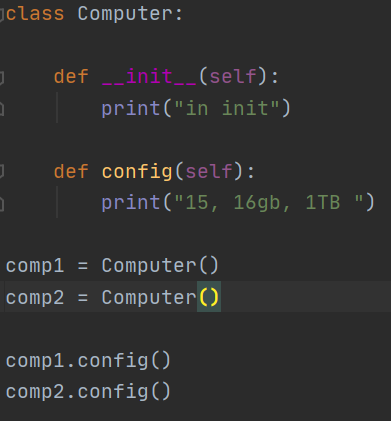 class Computer:
    def __init__(self):
        print("in init")
    def config(self):
        print("15, 16gb, 1TB ")
comp1 = Computer()
comp2 = Computer()
comp1.config()
comp2.config()